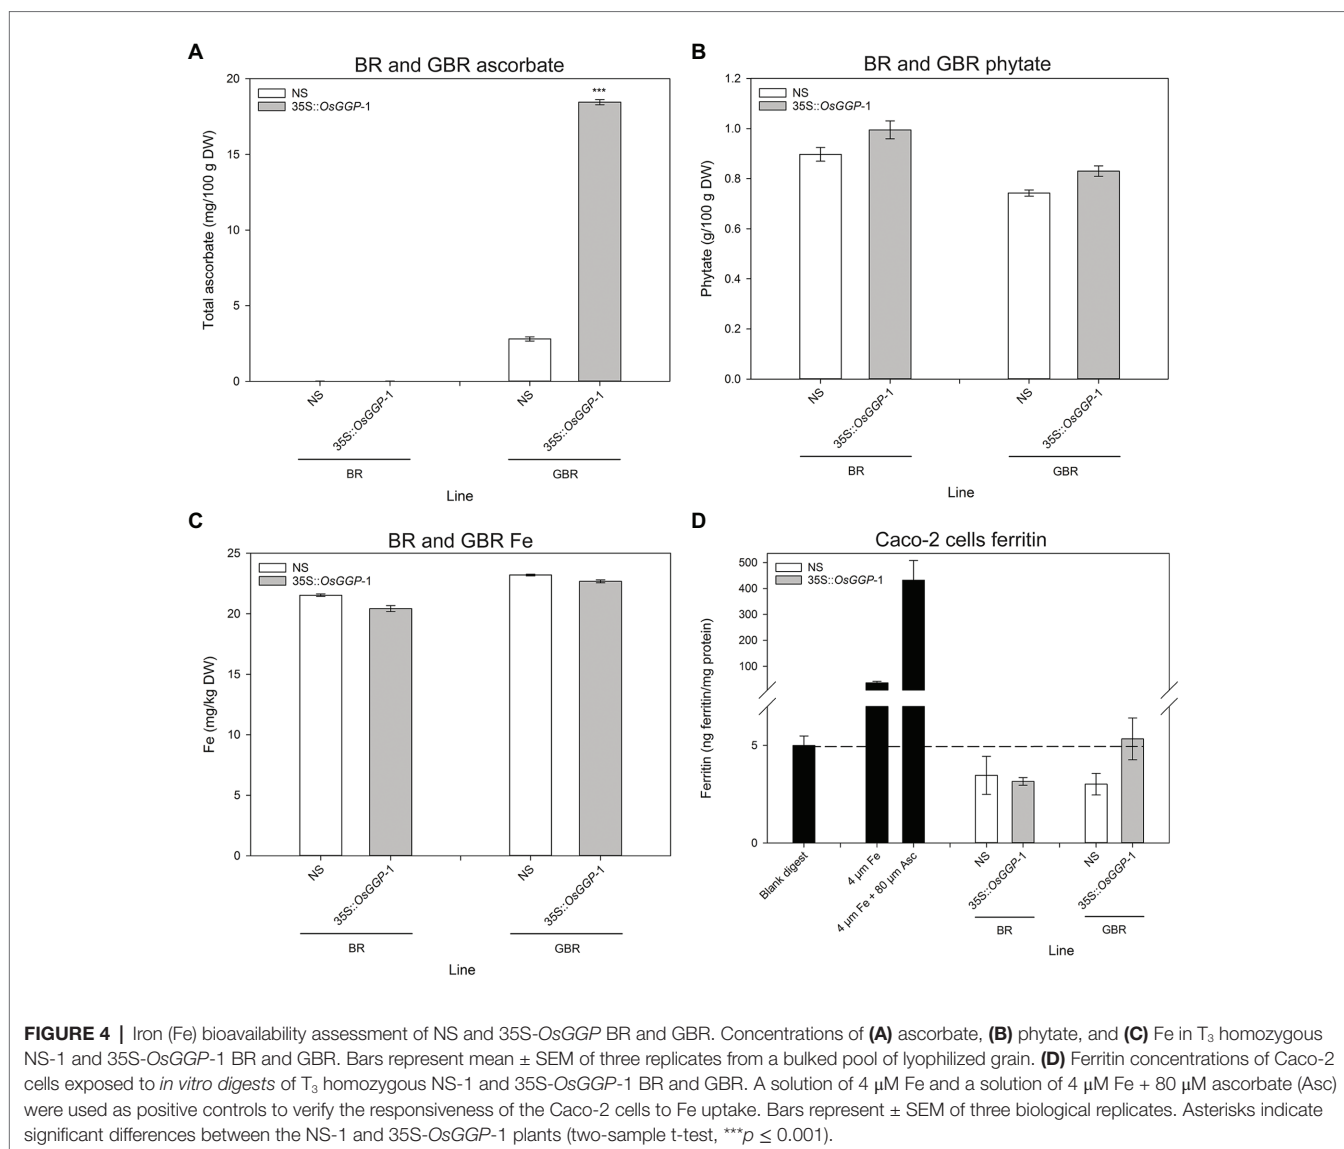 A
BR and GBR ascorbate
NS
35S::OsGGP-1
***
20
15
10
5
0
Total ascorbate (mg/100 g DW)
NS
35S::OsGGP-1
NS
35S::OsGGP-1
BR
GBR
Line
B
BR and GBR phytate
NS
35S::OsGGP-1
1.2
1.0
0.8
0.6
0.4
0.2
0.0
Phytate (g/100 g DW)
NS
35S::OsGGP-1
NS
35S::OsGGP-1
BR
GBR
Line
C
BR and GBR Fe
NS
35S::OsGGP-1
25
20
15
10
5
0
Fe (mg/kg DW)
NS
35S::OsGGP-1
NS
35S::OsGGP-1
BR
GBR
Line
D
Caco-2 cells ferritin
NS
35S::OsGGP-1
500
400
300
200
100
5
0
Ferritin (ng ferritin/mg protein)
Blank digest
4 µm Fe
4 µm Fe + 80 µm Asc
NS
35S::OsGGP-1
NS
35S::OsGGP-1
BR
GBR
Line
FIGURE 4 | Iron (Fe) bioavailability assessment of NS and 35S-OsGGP BR and GBR. Concentrations of (A) ascorbate, (B) phytate, and (C) Fe in T₃ homozygous
NS-1 and 35S-OsGGP-1 BR and GBR. Bars represent mean ± SEM of three replicates from a bulked pool of lyophilized grain. (D) Ferritin concentrations of Caco-2
cells exposed to in vitro digests of T₃ homozygous NS-1 and 35S-OsGGP-1 BR and GBR. A solution of 4 µM Fe and a solution of 4 µM Fe + 80 µM ascorbate (Asc)
were used as positive controls to verify the responsiveness of the Caco-2 cells to Fe uptake. Bars represent ± SEM of three biological replicates. Asterisks indicate
significant differences between the NS-1 and 35S-OsGGP-1 plants (two-sample t-test, ***p ≤ 0.001).